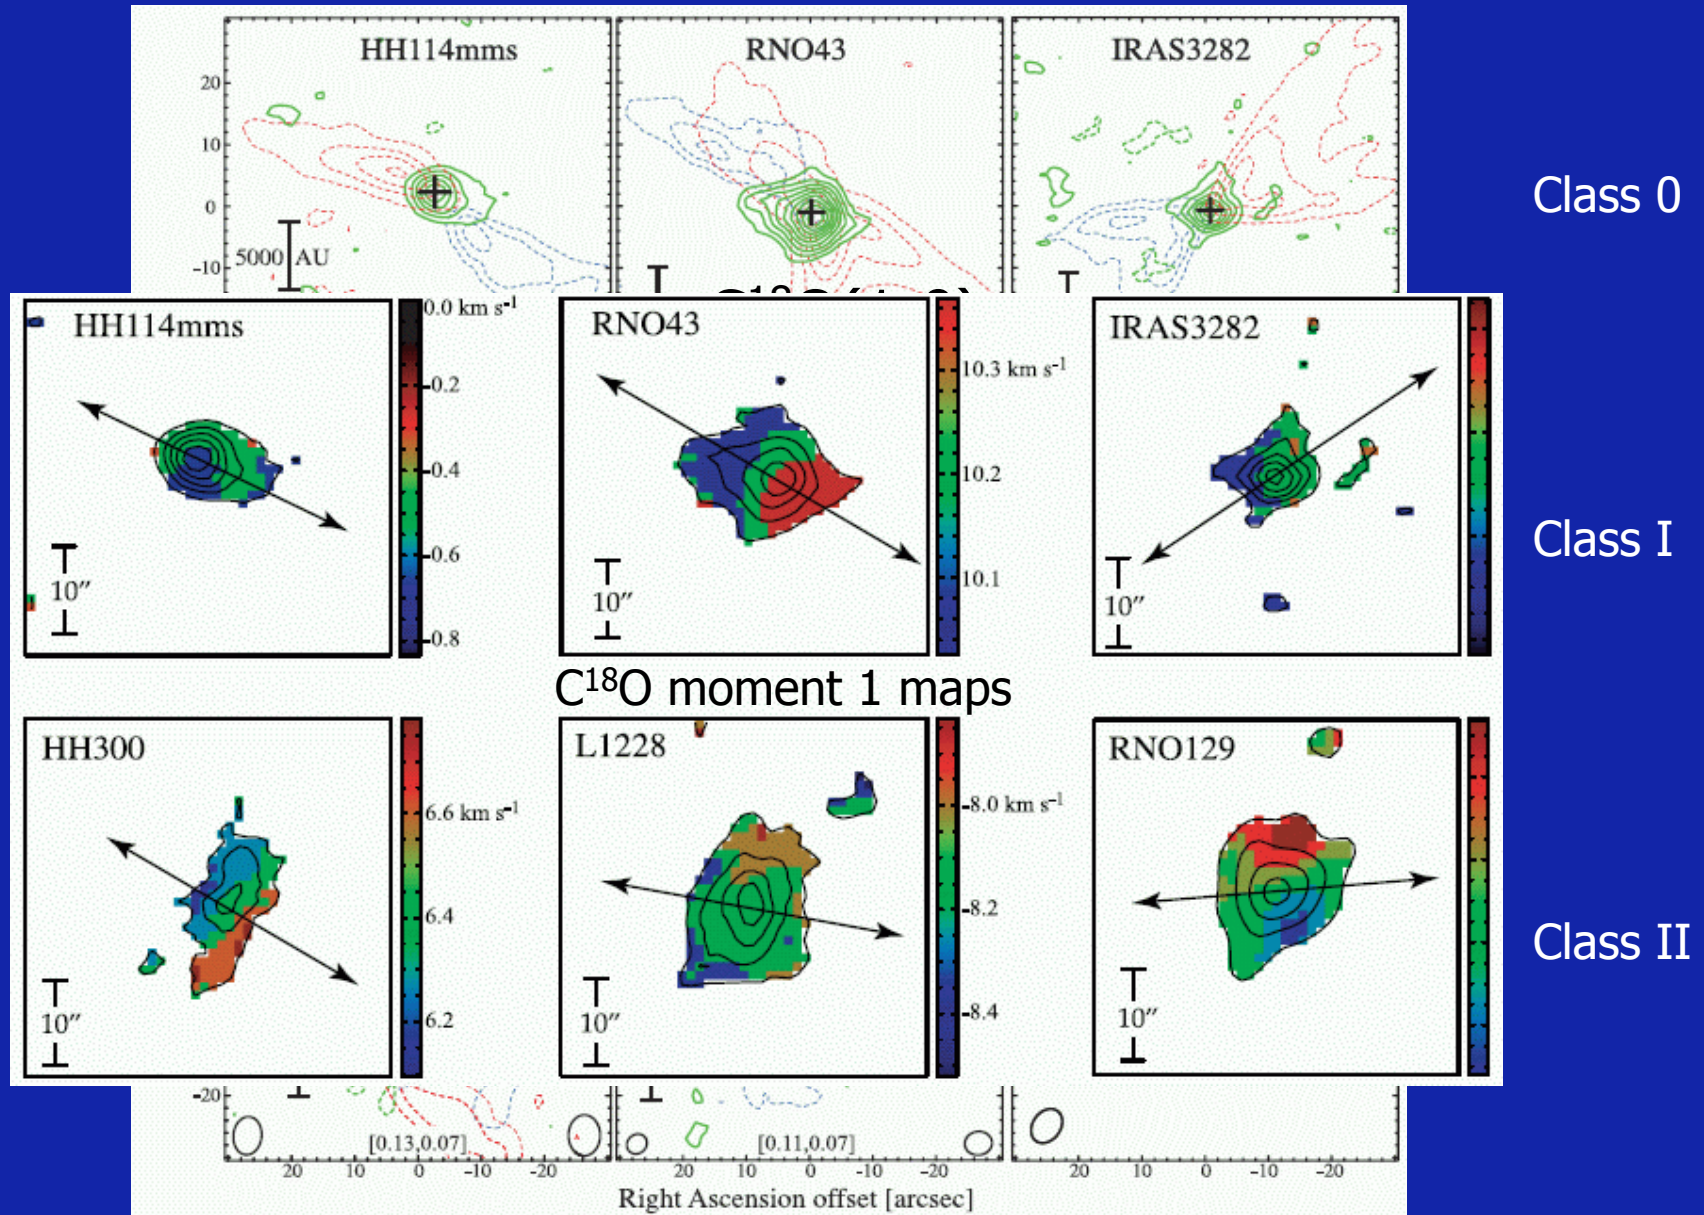 HH114mms
RNO43
IRAS3282
20
10
0
-10
5000 AU
Class 0
HH114mms
0.0 km s⁻¹
-0.2
-0.4
-0.6
-0.8
10″
RNO43
10.3 km s⁻¹
10.2
10.1
10″
IRAS3282
10″
Class I
C¹⁸O moment 1 maps
HH300
6.6 km s⁻¹
6.4
6.2
10″
L1228
-8.0 km s⁻¹
-8.2
-8.4
10″
RNO129
10″
Class II
-20
[0.13,0.07]
[0.11,0.07]
20 10 0 -10 -20
20 10 0 -10 -20
20 10 0 -10 -20
Right Ascension offset [arcsec]